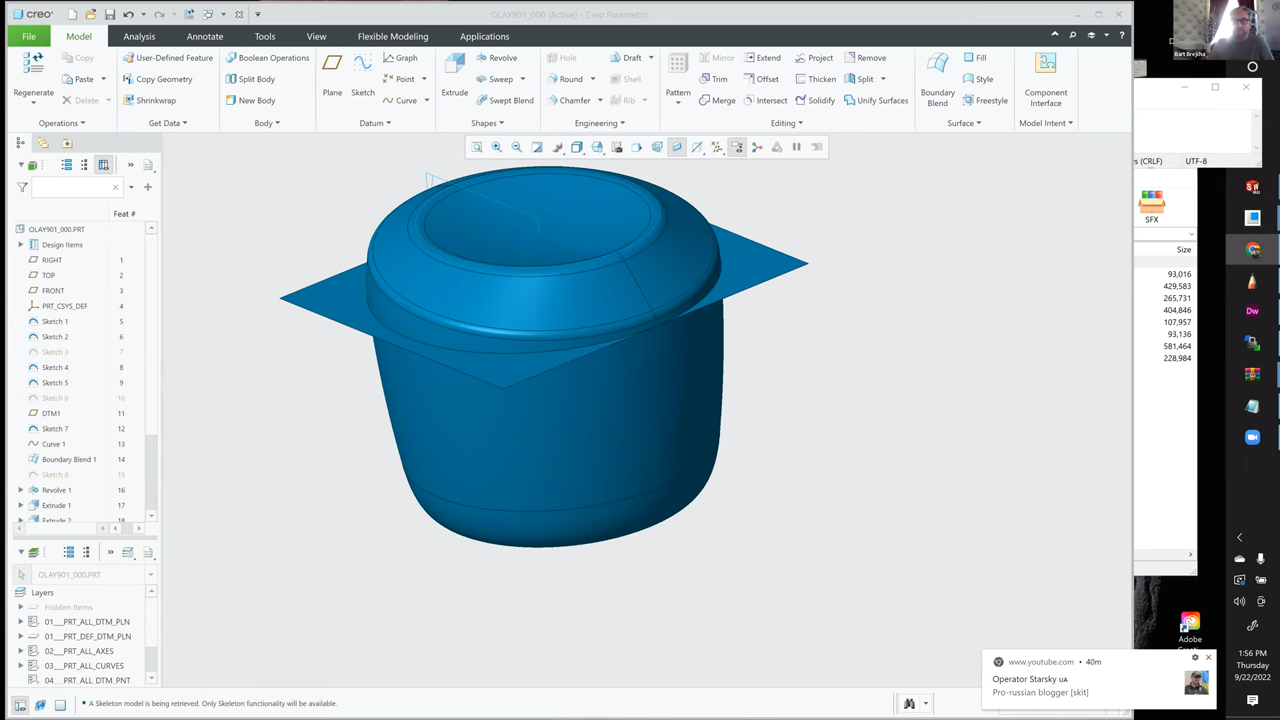 creo
OLAY901_000 (Active) - Creo Parametric
Bart Brejcha
File Model Analysis Annotate Tools View Flexible Modeling Applications
Regenerate
Copy
Paste
Delete
Operations
User-Defined Feature
Copy Geometry
Shrinkwrap
Get Data
Boolean Operations
Split Body
New Body
Body
Plane
Sketch
Graph
Point
Curve
Datum
Extrude
Revolve
Sweep
Swept Blend
Shapes
Hole
Round
Chamfer
Draft
Shell
Rib
Engineering
Pattern
Mirror
Trim
Merge
Extend
Offset
Intersect
Project
Thicken
Solidify
Remove
Split
Unify Surfaces
Editing
Boundary Blend
Fill
Style
Freestyle
Surface
Component Interface
Model Intent
Feat #
OLAY901_000.PRT
Design Items
RIGHT 1
TOP 2
FRONT 3
PRT_CSYS_DEF 4
Sketch 1 5
Sketch 2 6
Sketch 3 7
Sketch 4 8
Sketch 5 9
Sketch 6 10
DTM1 11
Sketch 7 12
Curve 1 13
Boundary Blend 1 14
Sketch 8 15
Revolve 1 16
Extrude 1 17
Extrude 2 18
OLAY901_000.PRT
Layers
Hidden Items
01___PRT_ALL_DTM_PLN
01___PRT_DEF_DTM_PLN
02___PRT_ALL_AXES
03___PRT_ALL_CURVES
04___PRT_ALL_DTM_PNT
• A Skeleton model is being retrieved. Only Skeleton functionality will be available.
s (CRLF) UTF-8
SFX
Size
93,016
429,583
265,731
404,846
107,957
93,136
581,464
228,984
Dw
Adobe
www.youtube.com • 40m
Operator Starsky UA
Pro-russian blogger [skit]
1:56 PM
Thursday
9/22/2022